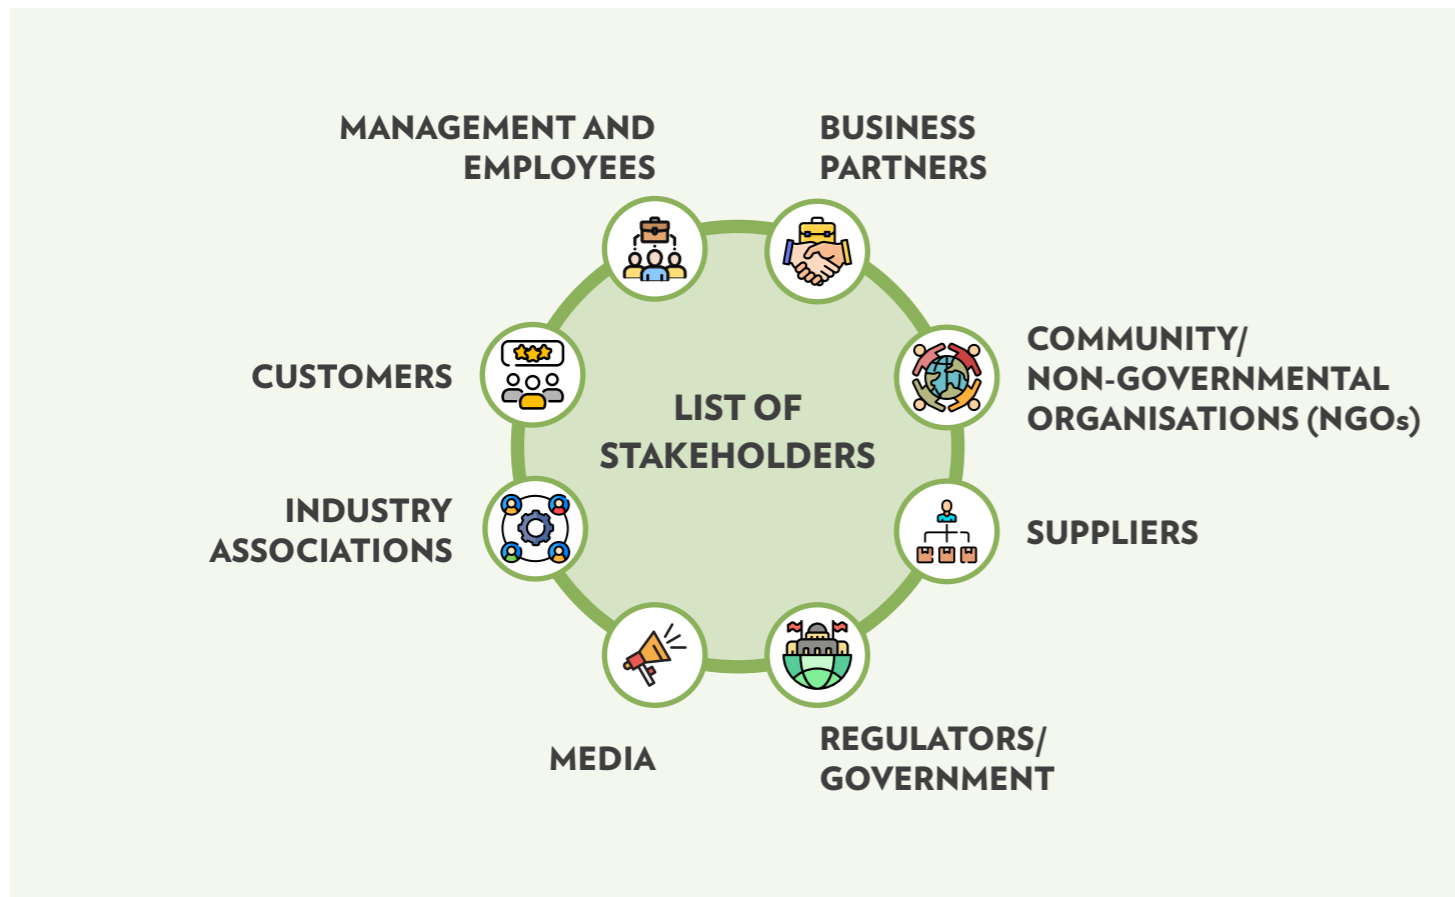 MANAGEMENT AND
EMPLOYEES
BUSINESS
PARTNERS
COMMUNITY/
NON-GOVERNMENTAL
ORGANISATIONS (NGOs)
SUPPLIERS
REGULATORS/
GOVERNMENT
MEDIA
INDUSTRY
ASSOCIATIONS
CUSTOMERS
LIST OF
STAKEHOLDERS